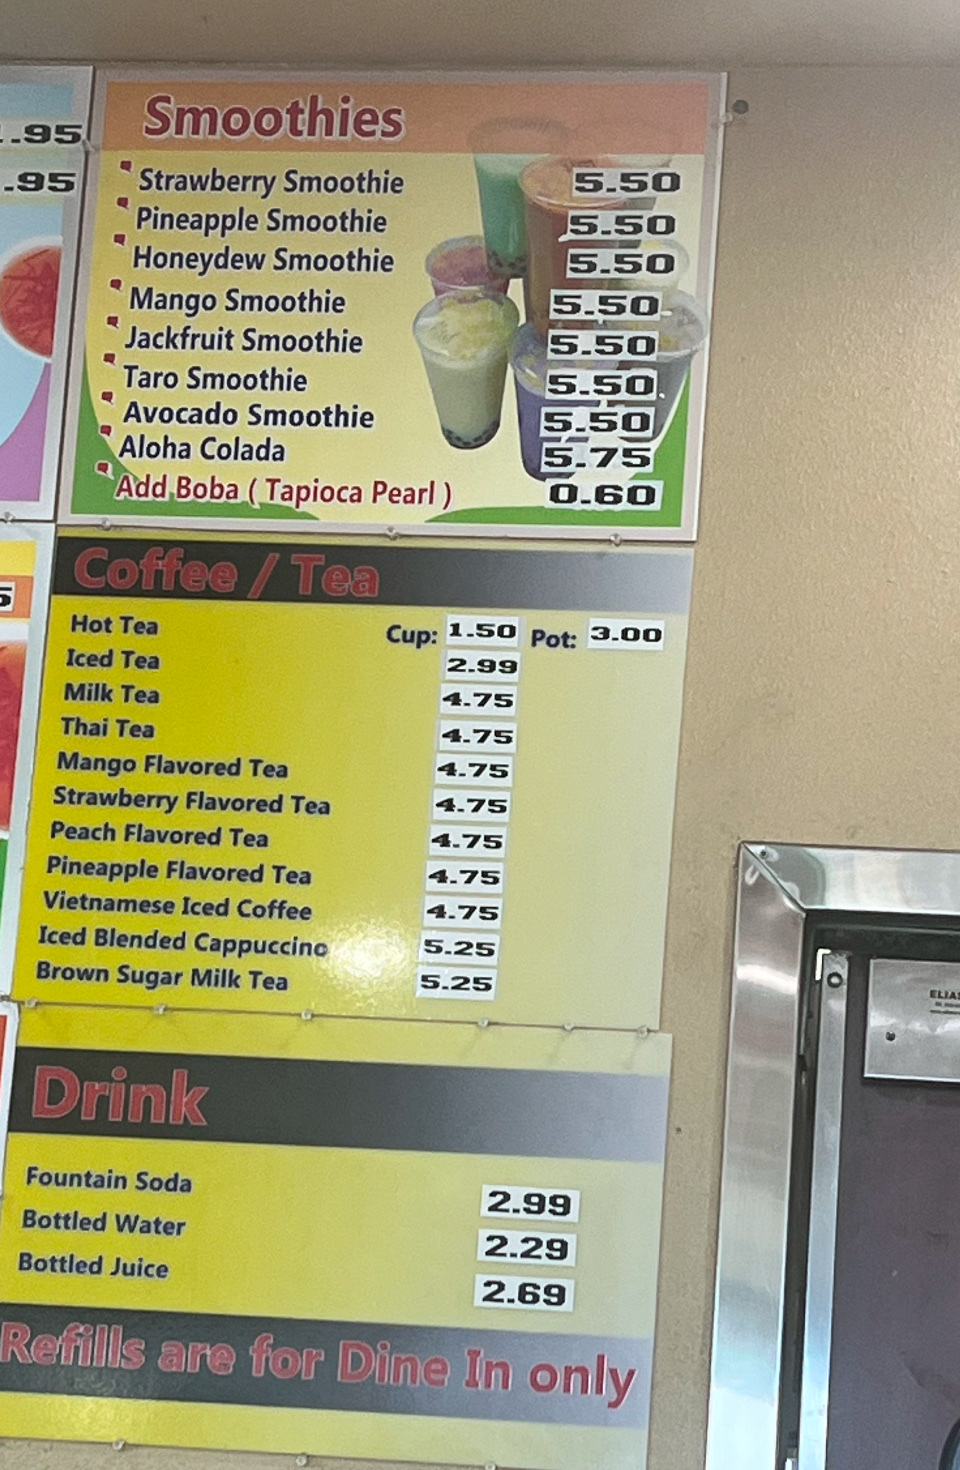 .95
.95
5
Smoothies
Strawberry Smoothie 5.50
Pineapple Smoothie 5.50
Honeydew Smoothie 5.50
Mango Smoothie 5.50
Jackfruit Smoothie 5.50
Taro Smoothie 5.50
Avocado Smoothie 5.50
Aloha Colada 5.75
Add Boba ( Tapioca Pearl ) 0.60
Coffee / Tea
Hot Tea Cup: 1.50 Pot: 3.00
Iced Tea 2.99
Milk Tea 4.75
Thai Tea 4.75
Mango Flavored Tea 4.75
Strawberry Flavored Tea 4.75
Peach Flavored Tea 4.75
Pineapple Flavored Tea 4.75
Vietnamese Iced Coffee 4.75
Iced Blended Cappuccino 5.25
Brown Sugar Milk Tea 5.25
Drink
Fountain Soda 2.99
Bottled Water 2.29
Bottled Juice 2.69
Refills are for Dine In only
ELIAS